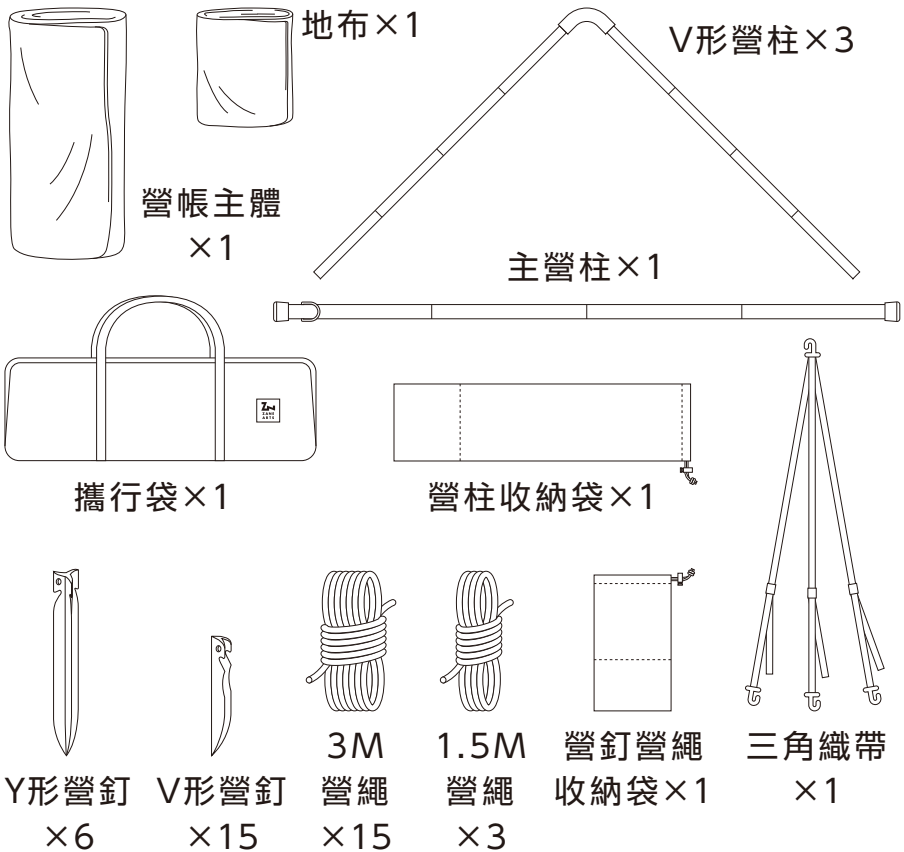 地布×1
V形營柱×3
營帳主體
×1
主營柱×1
ZN
ZANE
ARTS
攜行袋×1
營柱收納袋×1
Y形營釘
×6
V形營釘
×15
3M
營繩
×15
1.5M
營繩
×3
營釘營繩
收納袋×1
三角織帶
×1